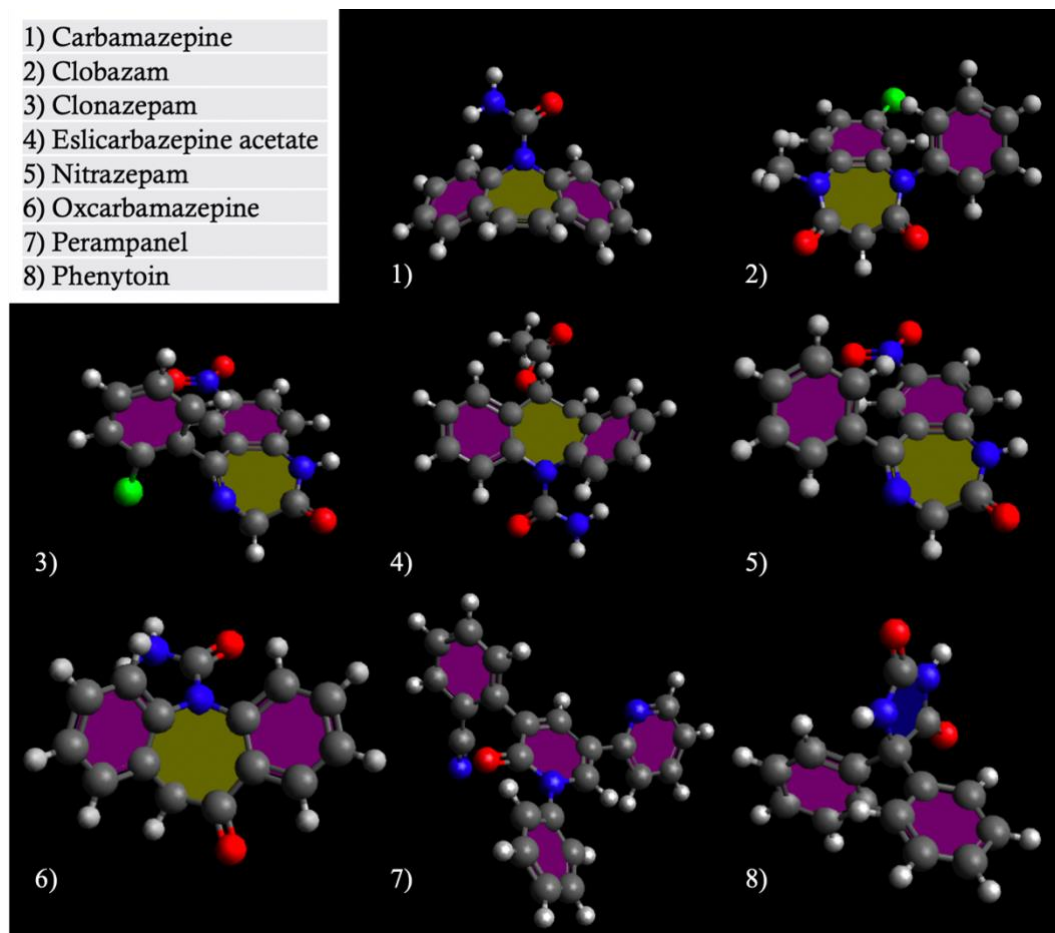 1) Carbamazepine
2) Clobazam
3) Clonazepam
4) Eslicarbazepine acetate
5) Nitrazepam
6) Oxcarbamazepine
7) Perampanel
8) Phenytoin
1)
2)
3)
4)
5)
6)
7)
8)